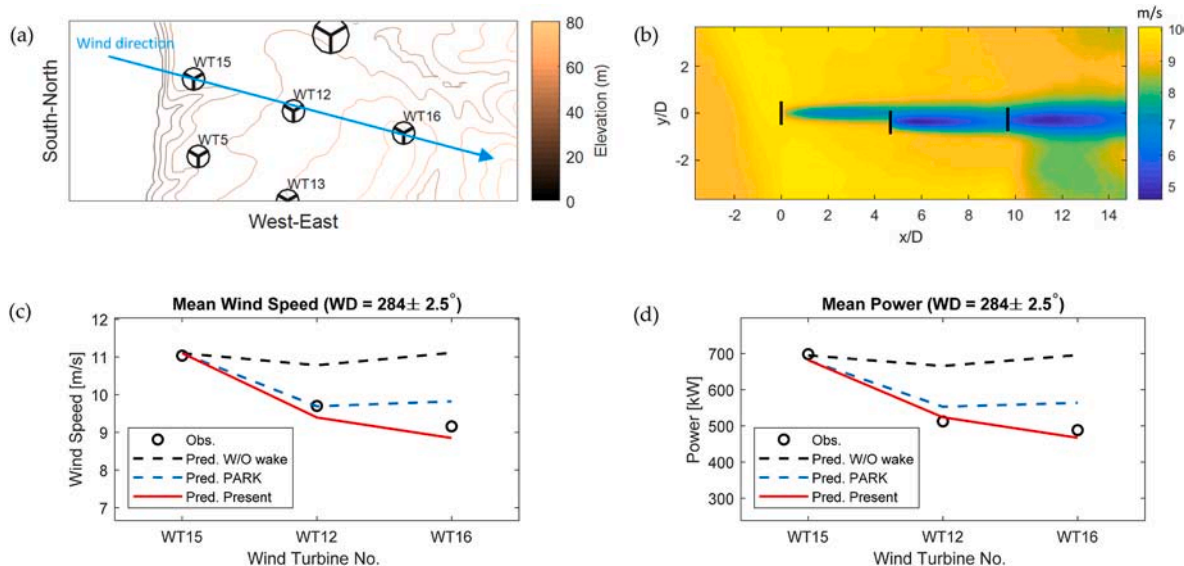 (a)
Wind direction
WT15
WT12
WT16
WT5
WT13
South-North
West-East
80
60
40
20
0
Elevation (m)
(b)
m/s
10
9
8
7
6
5
2
0
-2
y/D
-2 0 2 4 6 8 10 12 14
x/D
(c)
Mean Wind Speed (WD = 284± 2.5°)
12
11
10
9
8
7
Wind Speed [m/s]
Obs.
Pred. W/O wake
Pred. PARK
Pred. Present
WT15 WT12 WT16
Wind Turbine No.
(d)
Mean Power (WD = 284± 2.5°)
700
600
500
400
300
Power [kW]
Obs.
Pred. W/O wake
Pred. PARK
Pred. Present
WT15 WT12 WT16
Wind Turbine No.